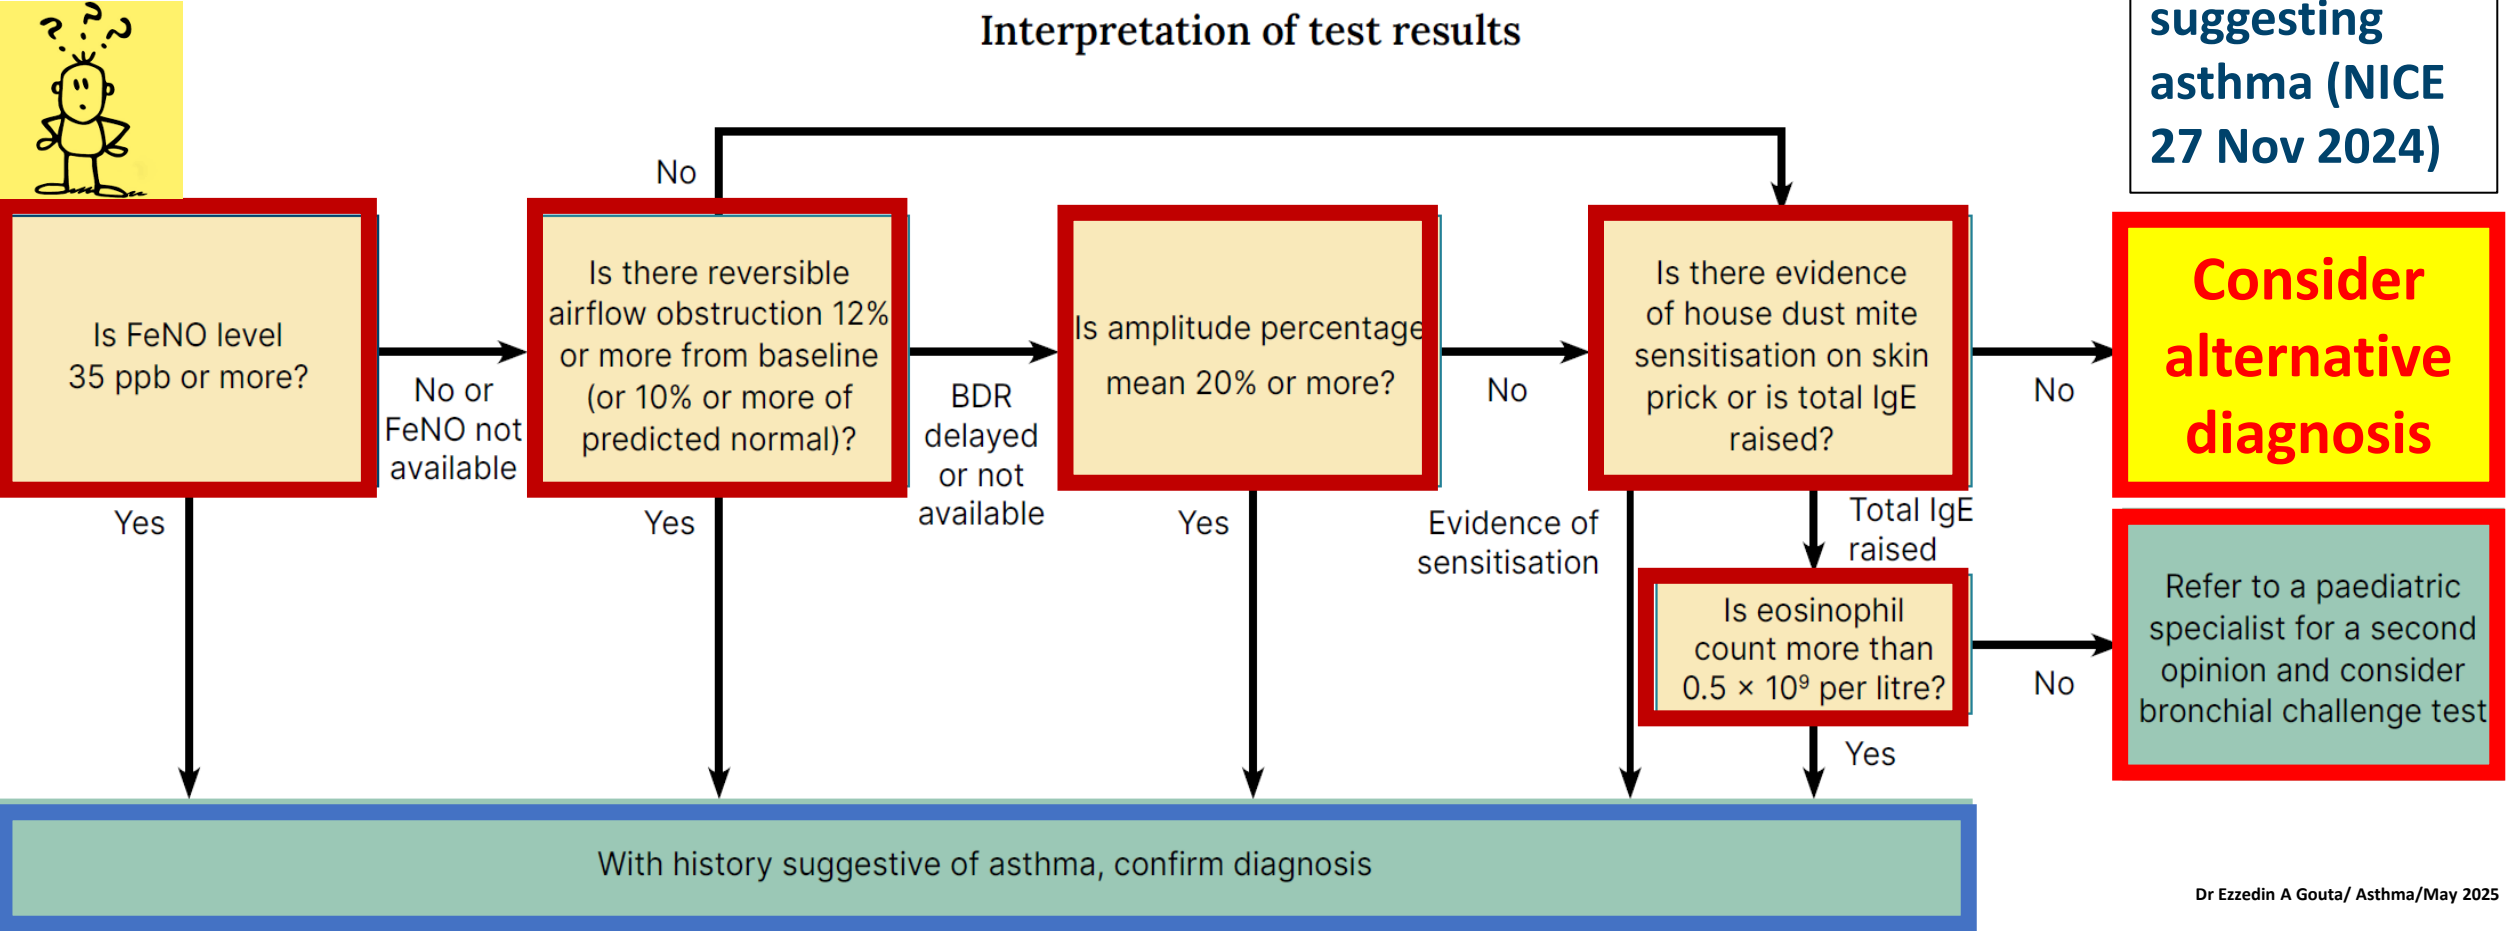 ? ? ?
Interpretation of test results
suggesting
asthma (NICE
27 Nov 2024)
No
Is FeNO level
35 ppb or more?
No or
FeNO not
available
Is there reversible
airflow obstruction 12%
or more from baseline
(or 10% or more of
predicted normal)?
BDR
delayed
or not
available
Is amplitude percentage
mean 20% or more?
No
Is there evidence
of house dust mite
sensitisation on skin
prick or is total IgE
raised?
No
Consider
alternative
diagnosis
Yes
Yes
Yes
Evidence of
sensitisation
Total IgE
raised
Is eosinophil
count more than
0.5 × 10⁹ per litre?
No
Refer to a paediatric
specialist for a second
opinion and consider
bronchial challenge test
Yes
With history suggestive of asthma, confirm diagnosis
Dr Ezzedin A Gouta/ Asthma/May 2025